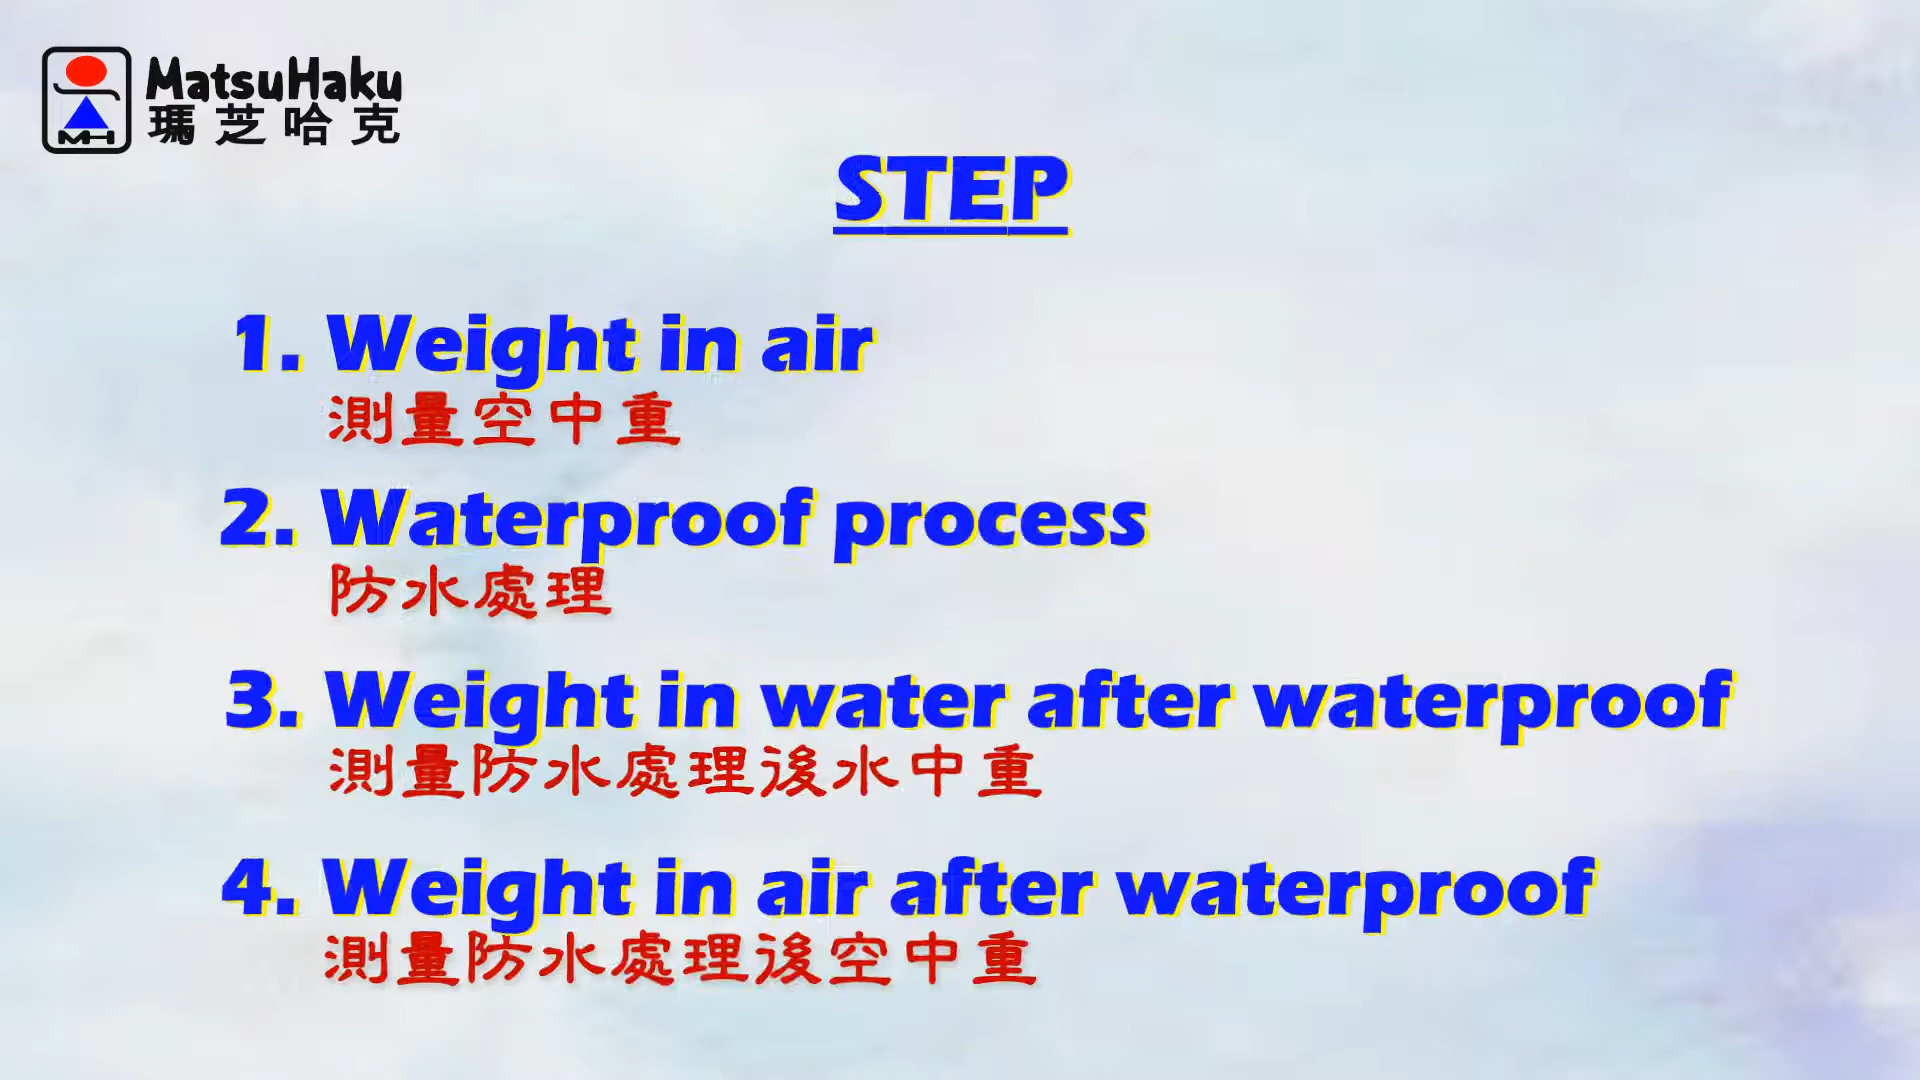 MH
MatsuHaku
瑪芝哈克
STEP
1. Weight in air
測量空中重
2. Waterproof process
防水處理
3. Weight in water after waterproof
測量防水處理後水中重
4. Weight in air after waterproof
測量防水處理後空中重